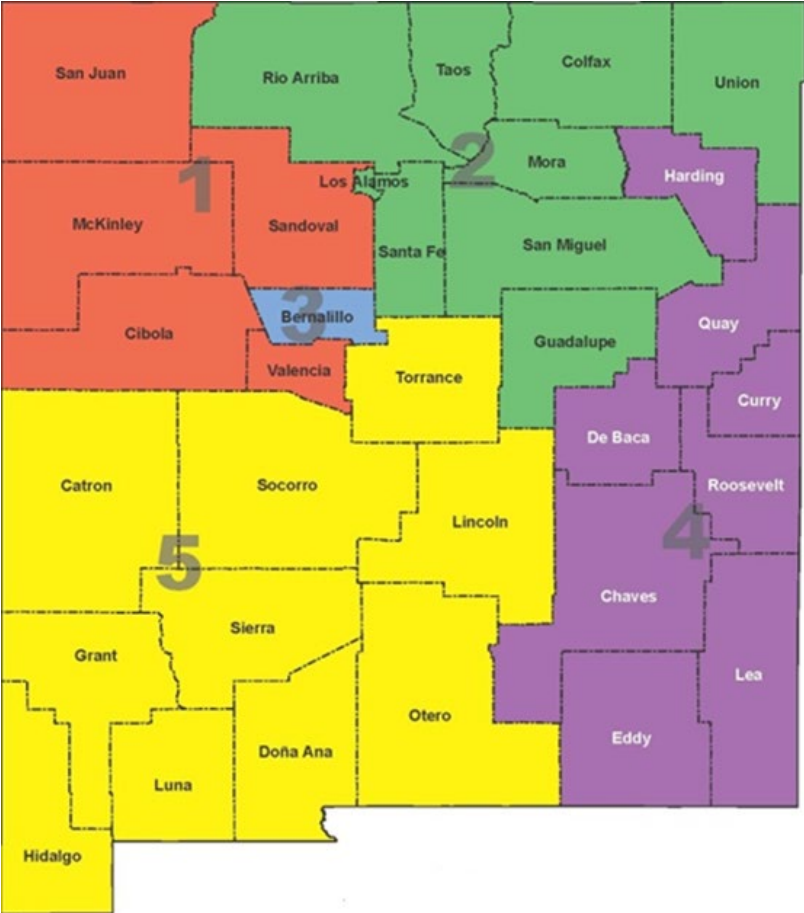 San Juan
Rio Arriba
Taos
Colfax
Union
1
2
Los Alamos
Mora
Harding
McKinley
Sandoval
Santa Fe
San Miguel
3
Bernalillo
Cibola
Valencia
Torrance
Guadalupe
Quay
Curry
De Baca
Catron
Socorro
Lincoln
Roosevelt
4
5
Chaves
Sierra
Grant
Lea
Otero
Eddy
Doña Ana
Luna
Hidalgo